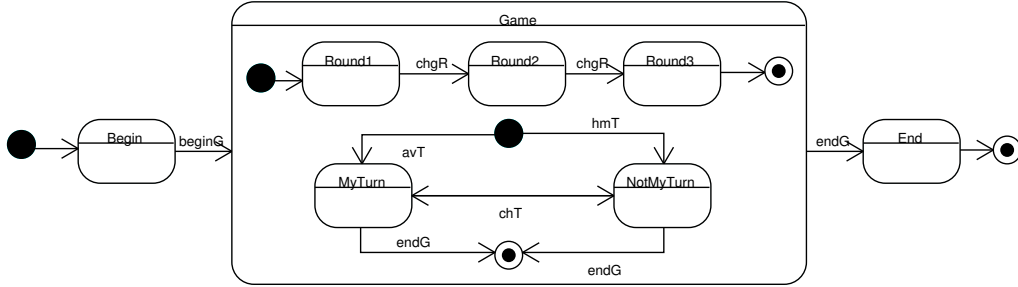 Game
Round1
chgR
Round2
chgR
Round3
Begin
beginG
hmT
avT
MyTurn
NotMyTurn
chT
endG
endG
endG
End